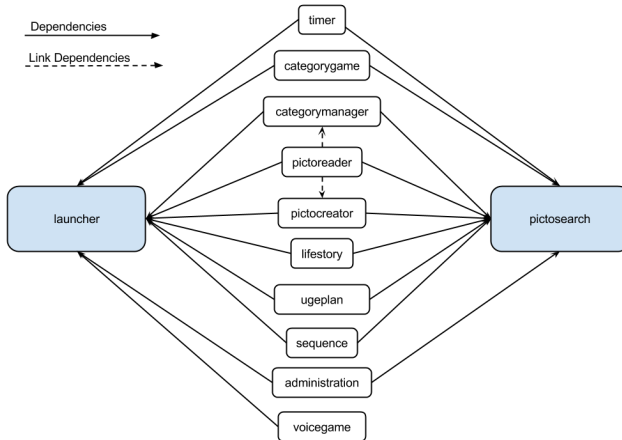 timer
Dependencies
Link Dependencies
categorygame
categorymanager
pictoreader
launcher
pictocreator
pictosearch
lifestory
ugeplan
sequence
administration
voicegame